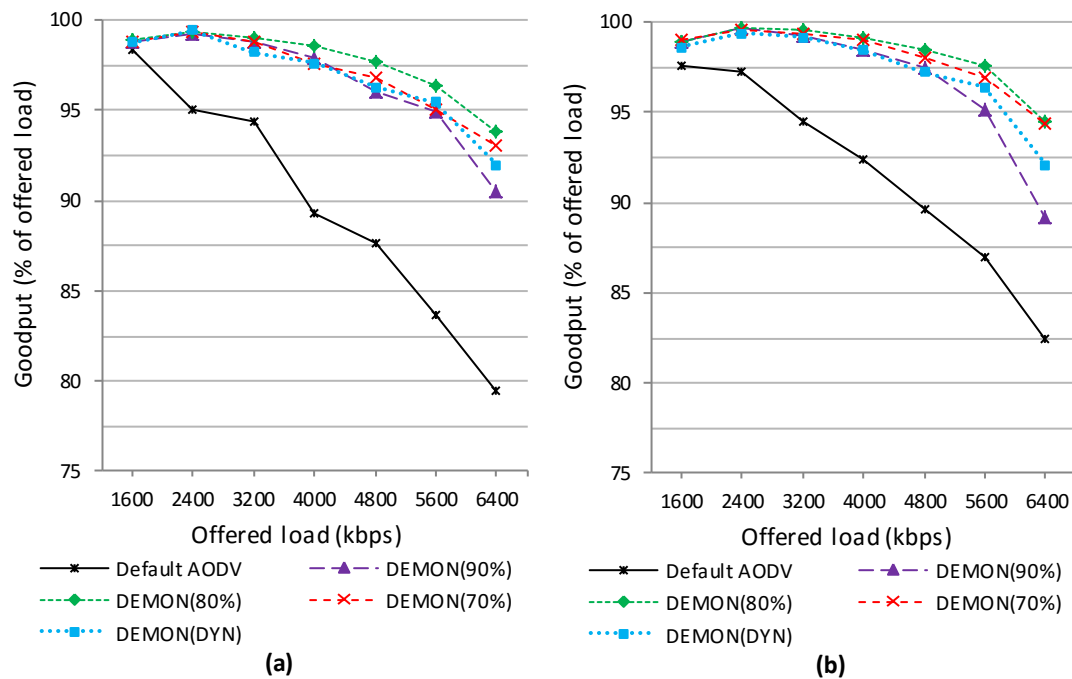 100
95
90
85
80
75
Goodput (% of offered load)
1600 2400 3200 4000 4800 5600 6400
Offered load (kbps)
Default AODV
DEMON(90%)
DEMON(80%)
DEMON(70%)
DEMON(DYN)
(a)
100
95
90
85
80
75
Goodput (% of offered load)
1600 2400 3200 4000 4800 5600 6400
Offered load (kbps)
Default AODV
DEMON(90%)
DEMON(80%)
DEMON(70%)
DEMON(DYN)
(b)